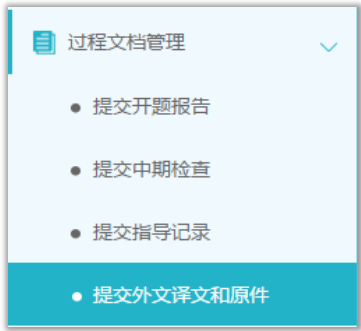 过程文档管理
提交开题报告
提交中期检查
提交指导记录
提交外文译文和原件